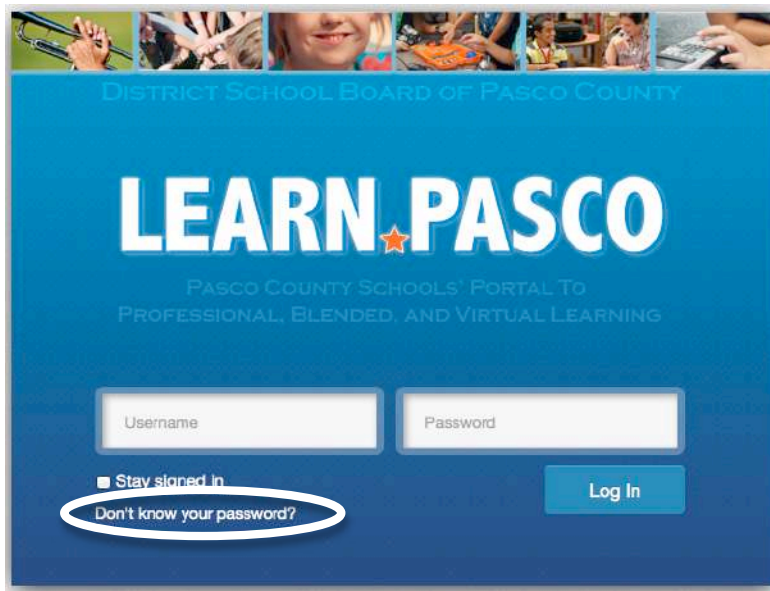 DISTRICT SCHOOL BOARD OF PASCO COUNTY
LEARN.PASCO
PASCO COUNTY SCHOOLS' PORTAL TO
PROFESSIONAL, BLENDED, AND VIRTUAL LEARNING
Username
Password
Stay signed in
Log In
Don't know your password?